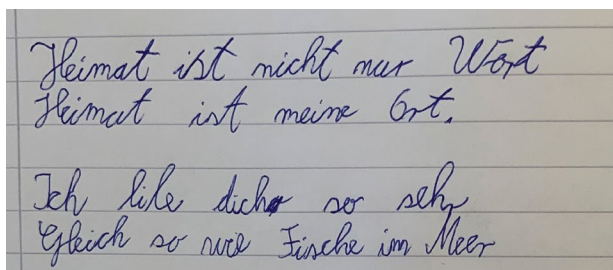 Heimat ist nicht nur Wort
Heimat ist meine Ort.
Ich like dich so sehr
Gleich so wie Fische im Meer